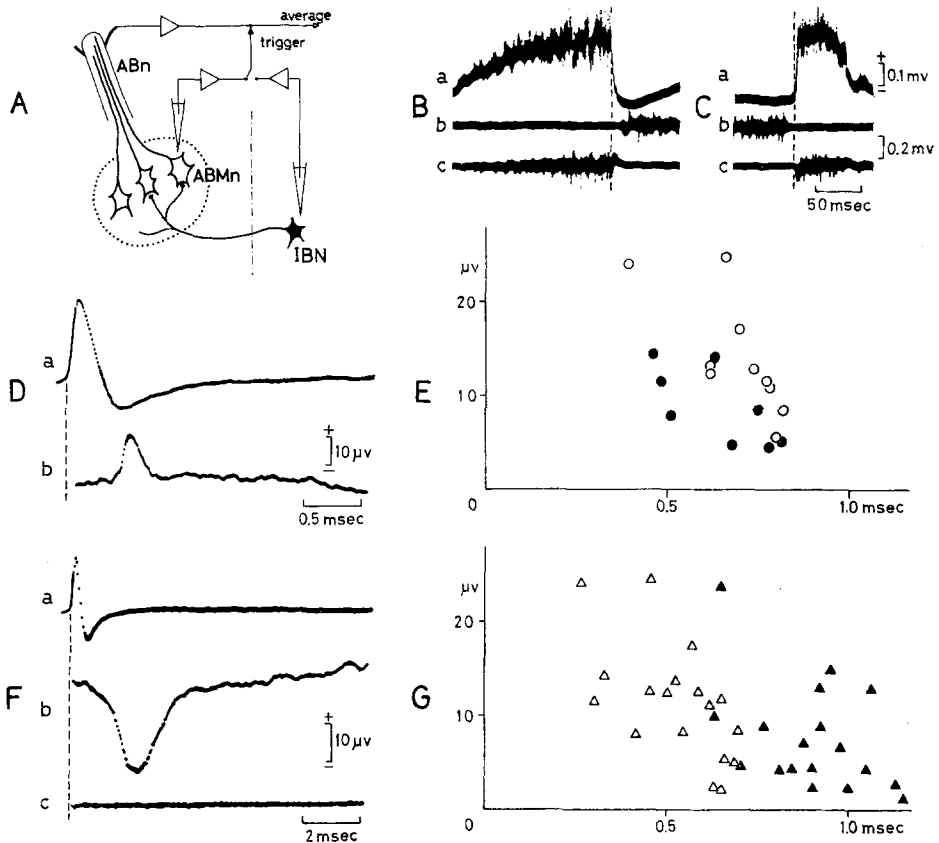 average
trigger
ABn
A
ABMn
IBN
B
a
b
c
C
a
b
c
+
0.1 mv
−
0.2 mv
50 msec
D
a
b
+
10 μv
−
0.5 msec
E
μv
20
10
0
0.5
1.0 msec
F
a
b
c
+
10 μv
−
2 msec
G
μv
20
10
0
0.5
1.0 msec